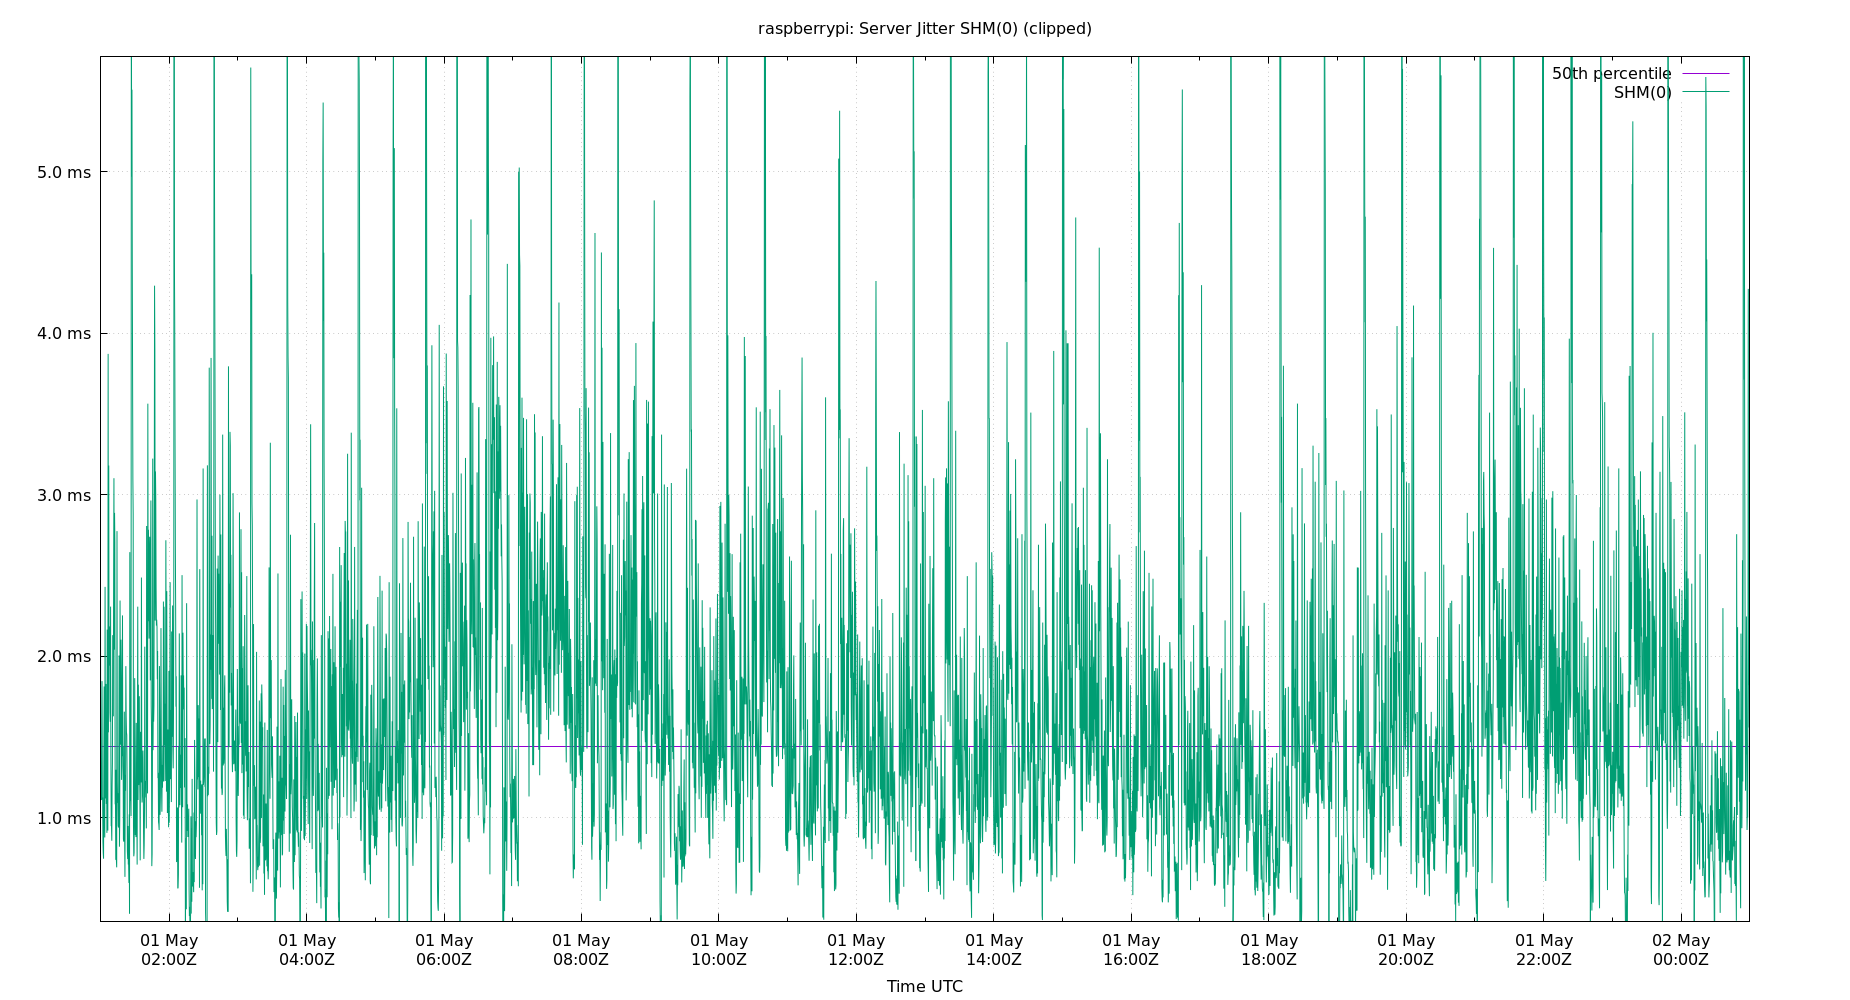 raspberrypi: Server Jitter SHM(0) (clipped)
50th percentile
SHM(0)
5.0 ms
4.0 ms
3.0 ms
2.0 ms
1.0 ms
01 May 01 May 01 May 01 May 01 May 01 May 01 May 01 May 01 May 01 May 01 May 02 May
02:00Z 04:00Z 06:00Z 08:00Z 10:00Z 12:00Z 14:00Z 16:00Z 18:00Z 20:00Z 22:00Z 00:00Z
Time UTC